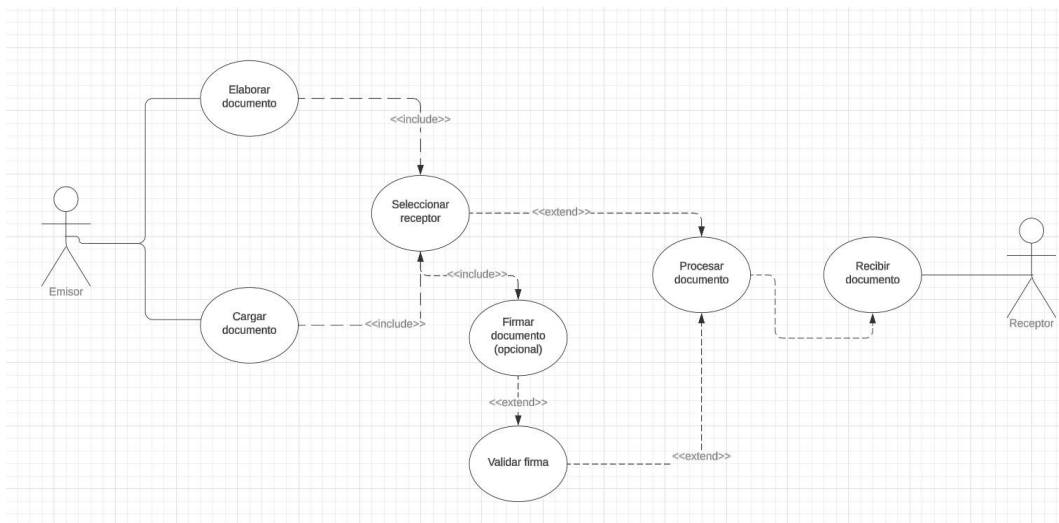 Elaborar
documento
<<include>>
Seleccionar
receptor
<<extend>>
Emisor
<<include>>
Procesar
documento
Recibir
documento
Receptor
Cargar
documento
<<include>>
Firmar
documento
(opcional)
<<extend>>
Validar firma
<<extend>>